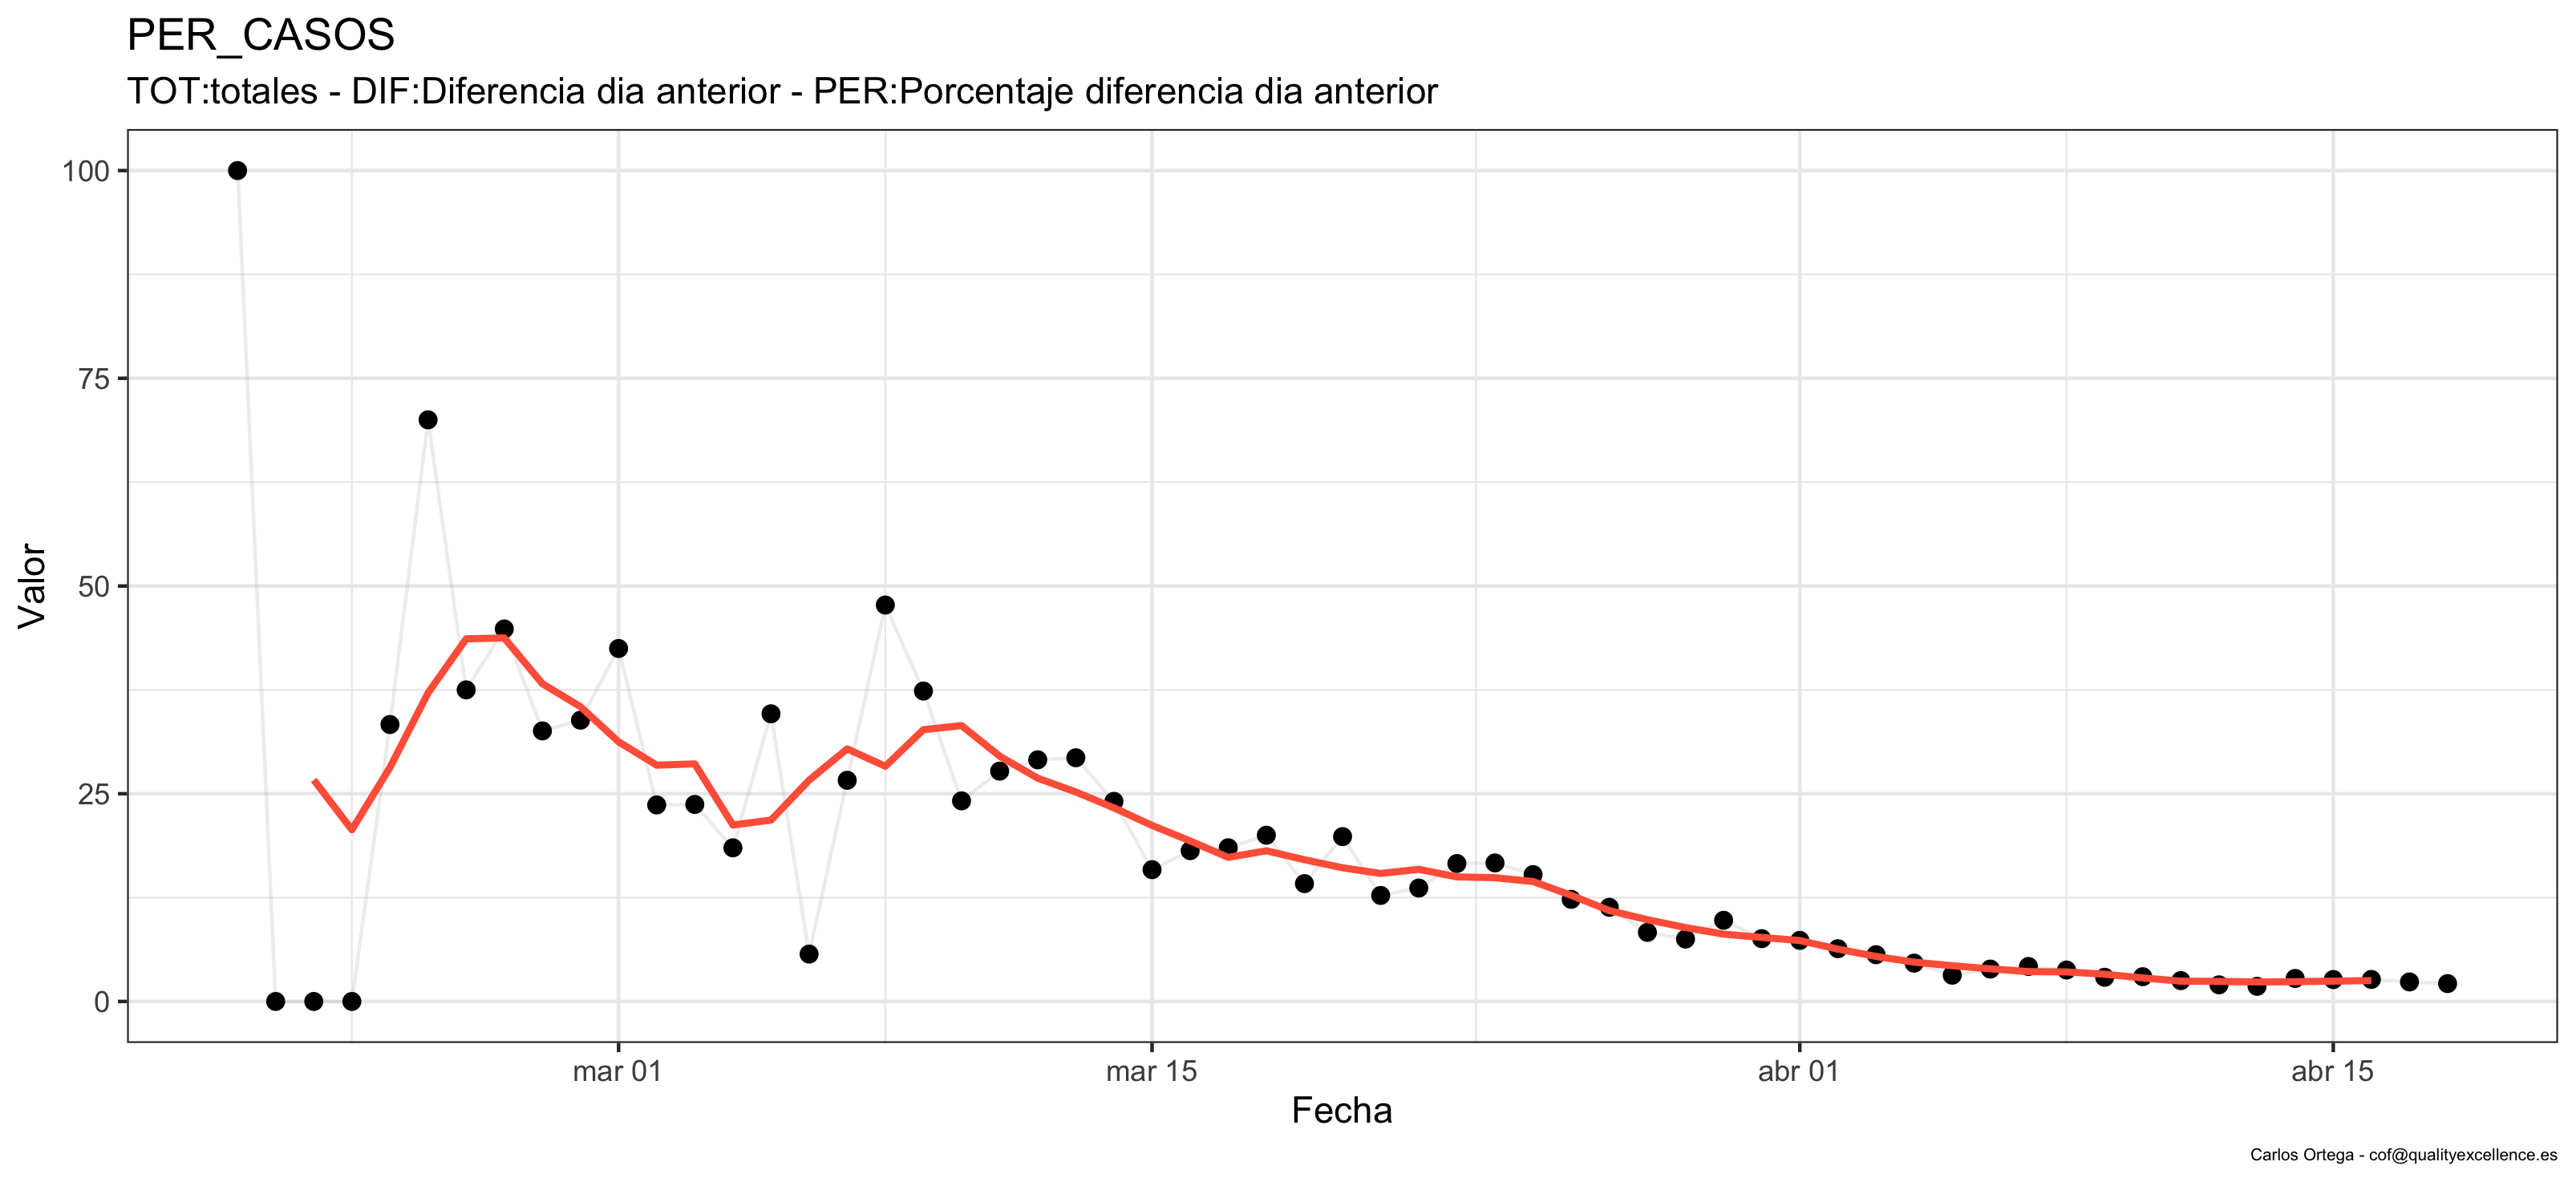 PER_CASOS
TOT:totales - DIF:Diferencia dia anterior - PER:Porcentaje diferencia dia anterior
100
75
50
25
0
Valor
mar 01
mar 15
abr 01
abr 15
Fecha
Carlos Ortega - cof@qualityexcellence.es